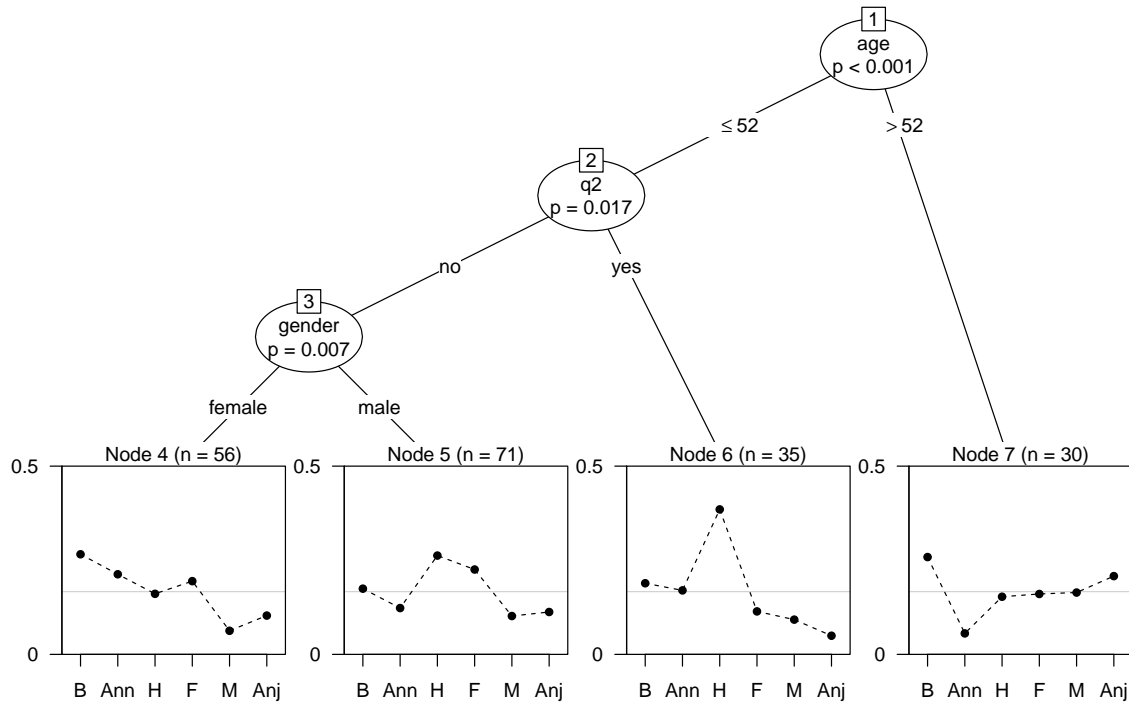 1
age
p < 0.001
≤ 52
> 52
2
q2
p = 0.017
no
yes
3
gender
p = 0.007
female
male
Node 4 (n = 56)
0.5
0
B Ann H F M Anj
Node 5 (n = 71)
0.5
0
B Ann H F M Anj
Node 6 (n = 35)
0.5
0
B Ann H F M Anj
Node 7 (n = 30)
0.5
0
B Ann H F M Anj